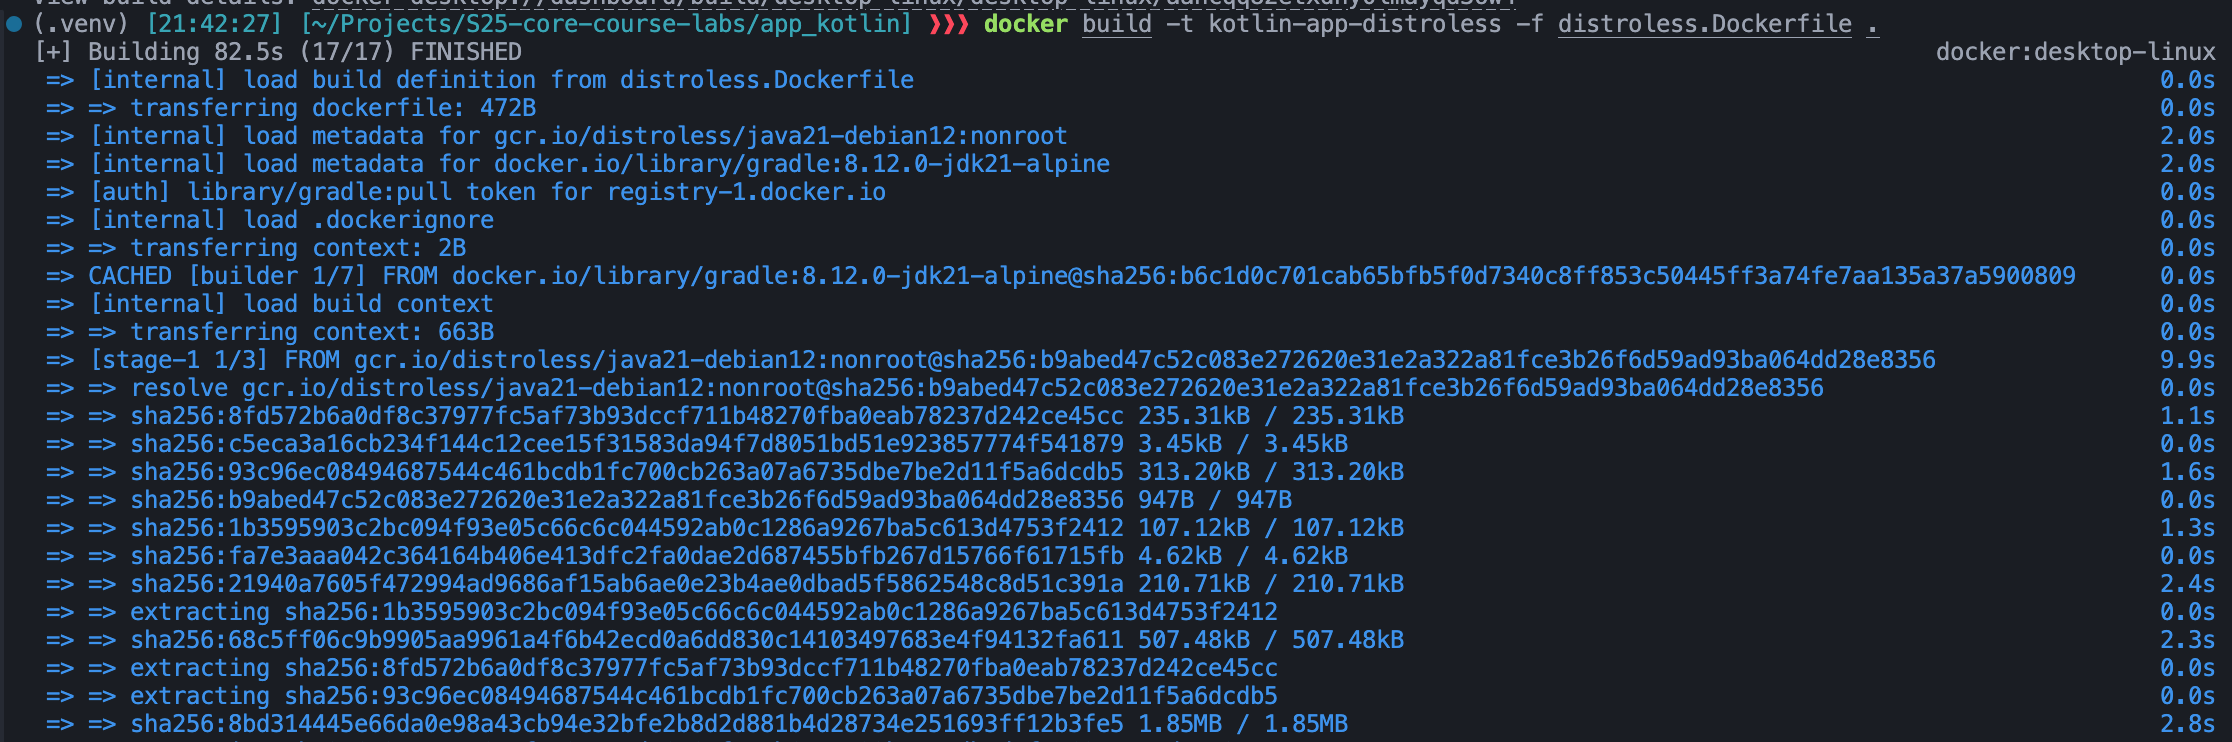 (.venv) [21:42:27] [~/Projects/S25-core-course-labs/app_kotlin] ❯❯❯ docker build -t kotlin-app-distroless -f distroless.Dockerfile .
[+] Building 82.5s (17/17) FINISHED docker:desktop-linux
=> [internal] load build definition from distroless.Dockerfile 0.0s
=> => transferring dockerfile: 472B 0.0s
=> [internal] load metadata for gcr.io/distroless/java21-debian12:nonroot 2.0s
=> [internal] load metadata for docker.io/library/gradle:8.12.0-jdk21-alpine 2.0s
=> [auth] library/gradle:pull token for registry-1.docker.io 0.0s
=> [internal] load .dockerignore 0.0s
=> => transferring context: 2B 0.0s
=> CACHED [builder 1/7] FROM docker.io/library/gradle:8.12.0-jdk21-alpine@sha256:b6c1d0c701cab65bfb5f0d7340c8ff853c50445ff3a74fe7aa135a37a5900809 0.0s
=> [internal] load build context 0.0s
=> => transferring context: 663B 0.0s
=> [stage-1 1/3] FROM gcr.io/distroless/java21-debian12:nonroot@sha256:b9abed47c52c083e272620e31e2a322a81fce3b26f6d59ad93ba064dd28e8356 9.9s
=> => resolve gcr.io/distroless/java21-debian12:nonroot@sha256:b9abed47c52c083e272620e31e2a322a81fce3b26f6d59ad93ba064dd28e8356 0.0s
=> => sha256:8fd572b6a0df8c37977fc5af73b93dccf711b48270fba0eab78237d242ce45cc 235.31kB / 235.31kB 1.1s
=> => sha256:c5eca3a16cb234f144c12cee15f31583da94f7d8051bd51e923857774f541879 3.45kB / 3.45kB 0.0s
=> => sha256:93c96ec08494687544c461bcdb1fc700cb263a07a6735dbe7be2d11f5a6dcdb5 313.20kB / 313.20kB 1.6s
=> => sha256:b9abed47c52c083e272620e31e2a322a81fce3b26f6d59ad93ba064dd28e8356 947B / 947B 0.0s
=> => sha256:1b3595903c2bc094f93e05c66c6c044592ab0c1286a9267ba5c613d4753f2412 107.12kB / 107.12kB 1.3s
=> => sha256:fa7e3aaa042c364164b406e413dfc2fa0dae2d687455bfb267d15766f61715fb 4.62kB / 4.62kB 0.0s
=> => sha256:21940a7605f472994ad9686af15ab6ae0e23b4ae0dbad5f5862548c8d51c391a 210.71kB / 210.71kB 2.4s
=> => extracting sha256:1b3595903c2bc094f93e05c66c6c044592ab0c1286a9267ba5c613d4753f2412 0.0s
=> => sha256:68c5ff06c9b9905aa9961a4f6b42ecd0a6dd830c14103497683e4f94132fa611 507.48kB / 507.48kB 2.3s
=> => extracting sha256:8fd572b6a0df8c37977fc5af73b93dccf711b48270fba0eab78237d242ce45cc 0.0s
=> => extracting sha256:93c96ec08494687544c461bcdb1fc700cb263a07a6735dbe7be2d11f5a6dcdb5 0.0s
=> => sha256:8bd314445e66da0e98a43cb94e32bfe2b8d2d881b4d28734e251693ff12b3fe5 1.85MB / 1.85MB 2.8s